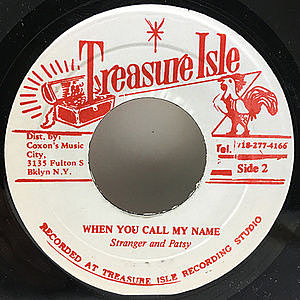 Treasure Isle
Dist. by:
Coxon's Music
City,
3135 Fulton S
Bklyn N.Y.
Tel.
718-277-4166
Side 2
WHEN YOU CALL MY NAME
Stranger and Patsy
RECORDED AT TREASURE ISLE RECORDING STUDIO